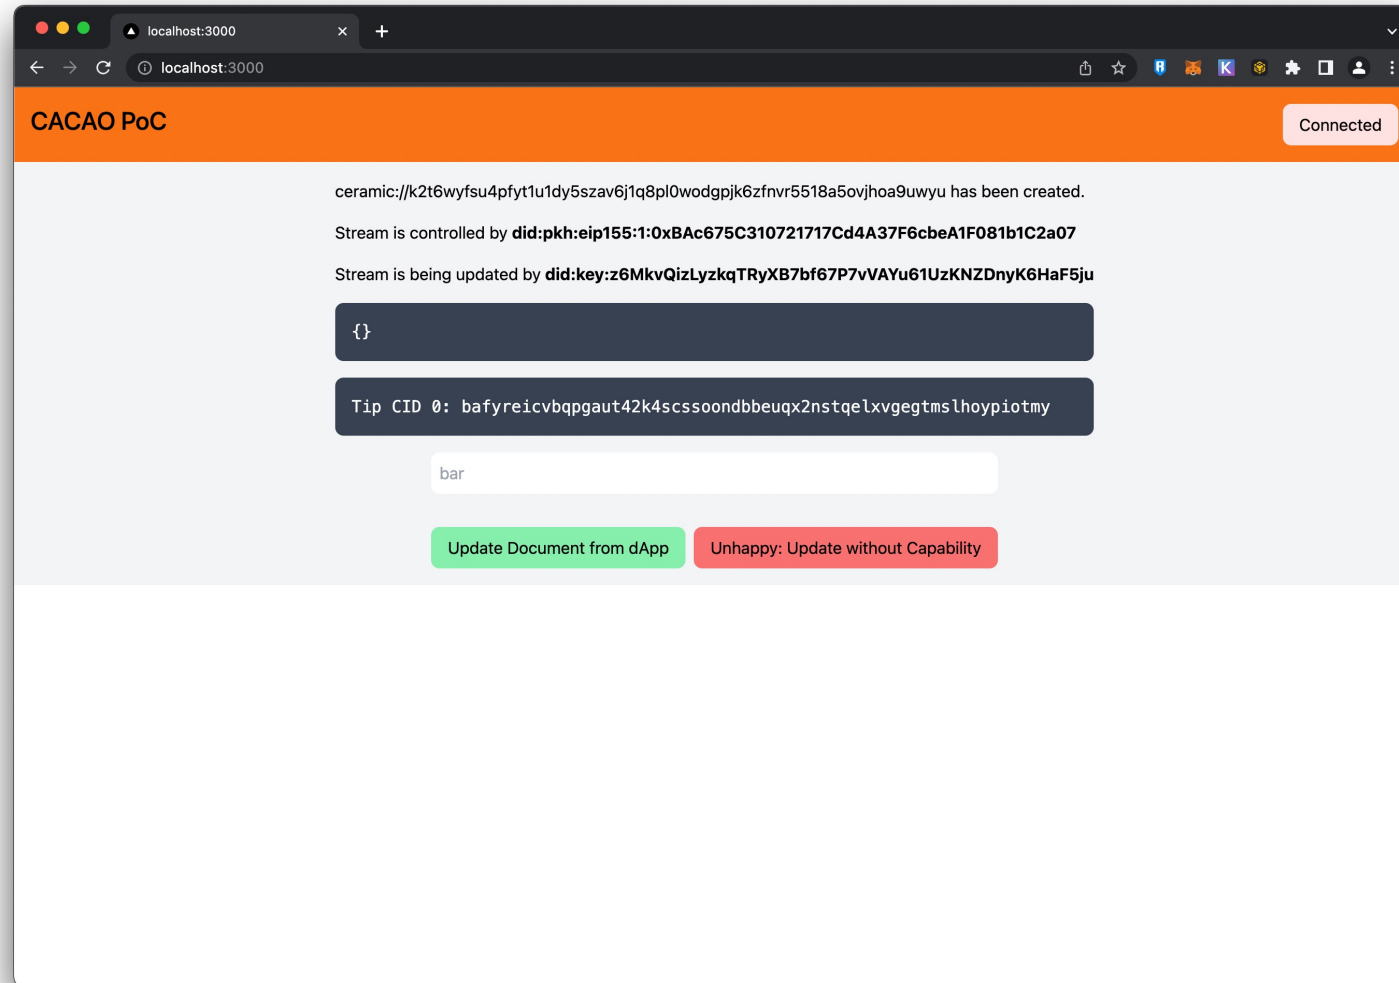 localhost:3000
localhost:3000
CACAO PoC
Connected
ceramic://k2t6wyfsu4pfyt1u1dy5szav6j1q8pl0wodgpjk6zfnvr5518a5ovjhoa9uwyu has been created.
Stream is controlled by did:pkh:eip155:1:0xBAc675C310721717Cd4A37F6cbeA1F081b1C2a07
Stream is being updated by did:key:z6MkvQizLyzkqTRyXB7bf67P7vVAYu61UzKNZDnyK6HaF5ju
{}
Tip CID 0: bafyreicvbqpgaut42k4scssoondbbeuqx2nstqelxvgegtmslhoypiotmy
bar
Update Document from dApp
Unhappy: Update without Capability